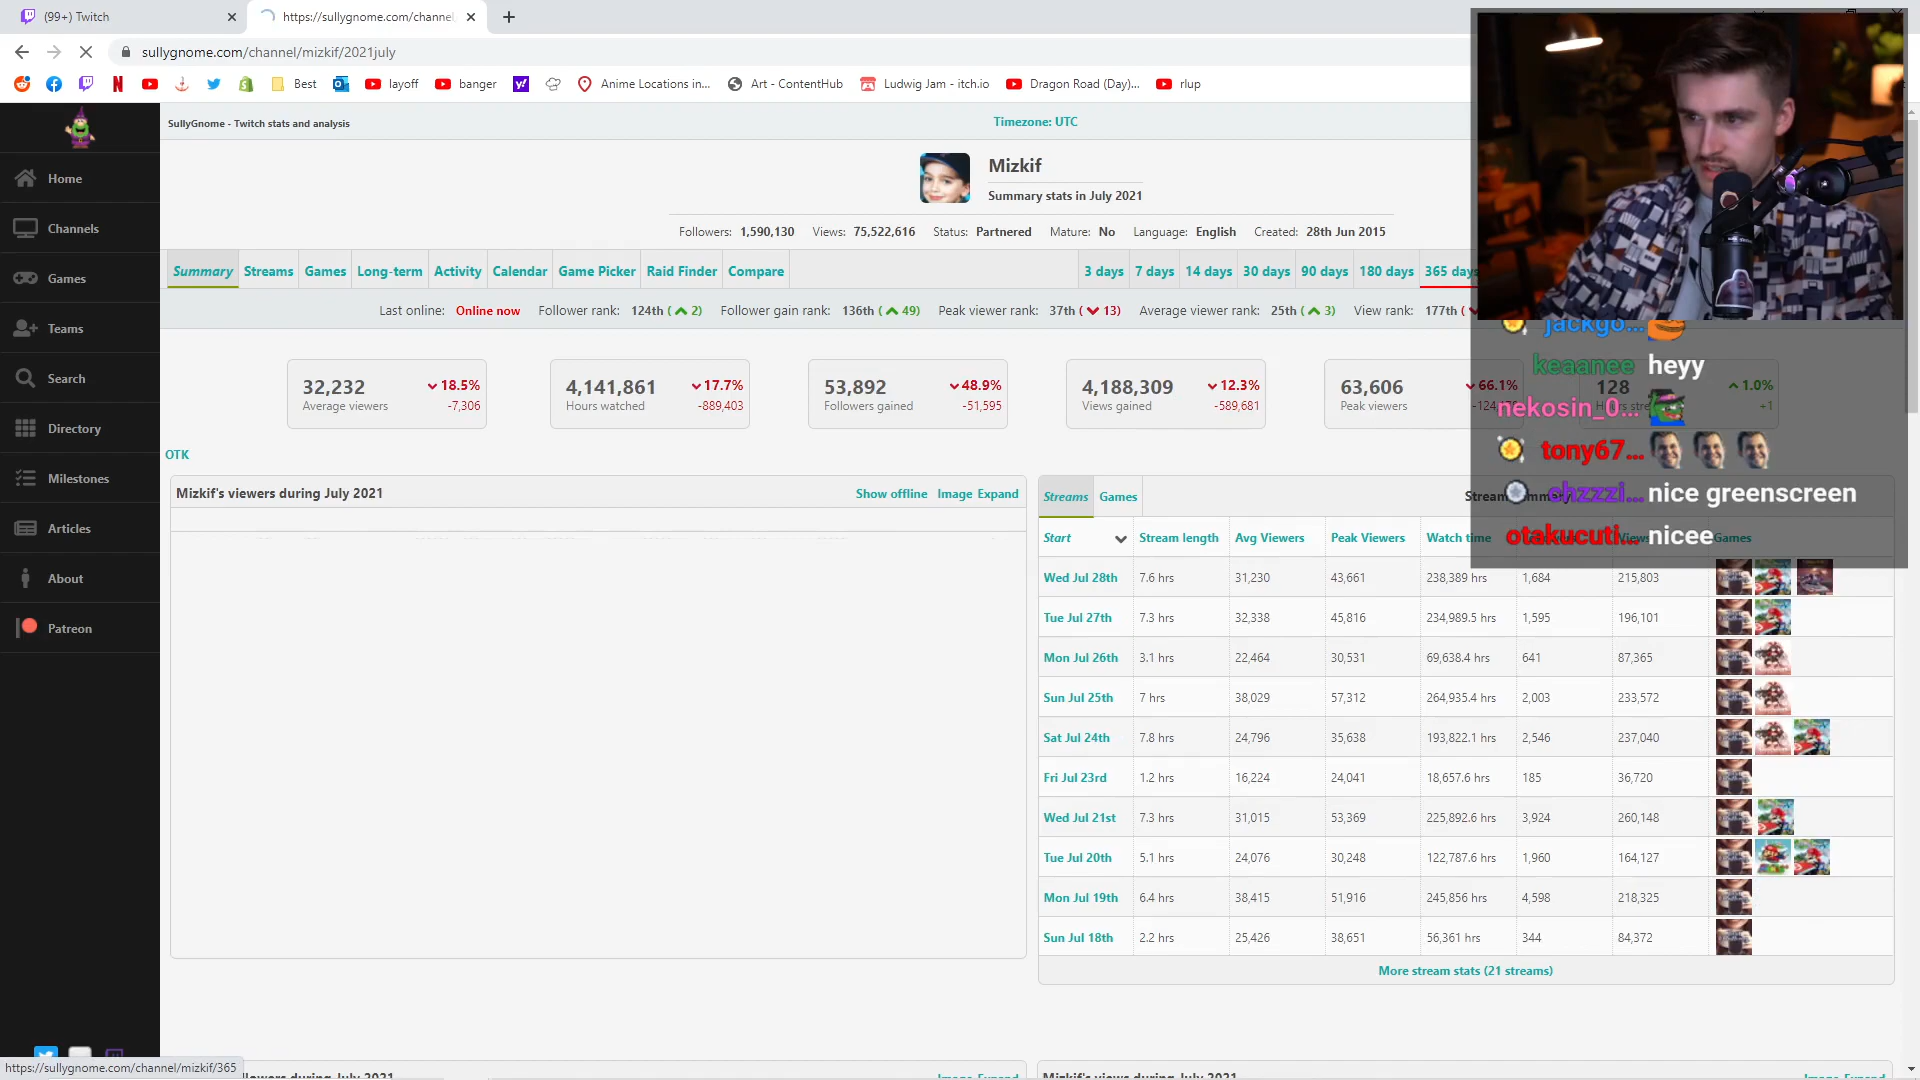 (99+) Twitch
https://sullygnome.com/channel
sullygnome.com/channel/mizkif/2021july
Best
layoff
banger
Anime Locations in...
Art - ContentHub
Ludwig Jam - itch.io
Dragon Road (Day)...
rlup
SullyGnome - Twitch stats and analysis
Timezone: UTC
Home
Channels
Games
Teams
Search
Directory
Milestones
Articles
About
Patreon
Mizkif
Summary stats in July 2021
Followers: 1,590,130 Views: 75,522,616 Status: Partnered Mature: No Language: English Created: 28th Jun 2015
Summary Streams Games Long-term Activity Calendar Game Picker Raid Finder Compare 3 days 7 days 14 days 30 days 90 days 180 days 365 days
Last online: Online now Follower rank: 124th ( 2) Follower gain rank: 136th ( 49) Peak viewer rank: 37th ( 13) Average viewer rank: 25th ( 3) View rank: 177th (
32,232 18.5%
Average viewers -7,306
4,141,861 17.7%
Hours watched -889,403
53,892 48.9%
Followers gained -51,595
4,188,309 12.3%
Views gained -589,681
63,606 66.1%
Peak viewers
128 1.0%
+1
jackgo...
keaanee heyy
nekosin_0...
tony67...
ehzzzi... nice greenscreen
otakucuti... nicee
OTK
Mizkif's viewers during July 2021
Show offline Image Expand
Streams Games
Start Stream length Avg Viewers Peak Viewers Watch time Games
Wed Jul 28th 7.6 hrs 31,230 43,661 238,389 hrs 1,684 215,803
Tue Jul 27th 7.3 hrs 32,338 45,816 234,989.5 hrs 1,595 196,101
Mon Jul 26th 3.1 hrs 22,464 30,531 69,638.4 hrs 641 87,365
Sun Jul 25th 7 hrs 38,029 57,312 264,935.4 hrs 2,003 233,572
Sat Jul 24th 7.8 hrs 24,796 35,638 193,822.1 hrs 2,546 237,040
Fri Jul 23rd 1.2 hrs 16,224 24,041 18,657.6 hrs 185 36,720
Wed Jul 21st 7.3 hrs 31,015 53,369 225,892.6 hrs 3,924 260,148
Tue Jul 20th 5.1 hrs 24,076 30,248 122,787.6 hrs 1,960 164,127
Mon Jul 19th 6.4 hrs 38,415 51,916 245,856 hrs 4,598 218,325
Sun Jul 18th 2.2 hrs 25,426 38,651 56,361 hrs 344 84,372
More stream stats (21 streams)
https://sullygnome.com/channel/mizkif/365